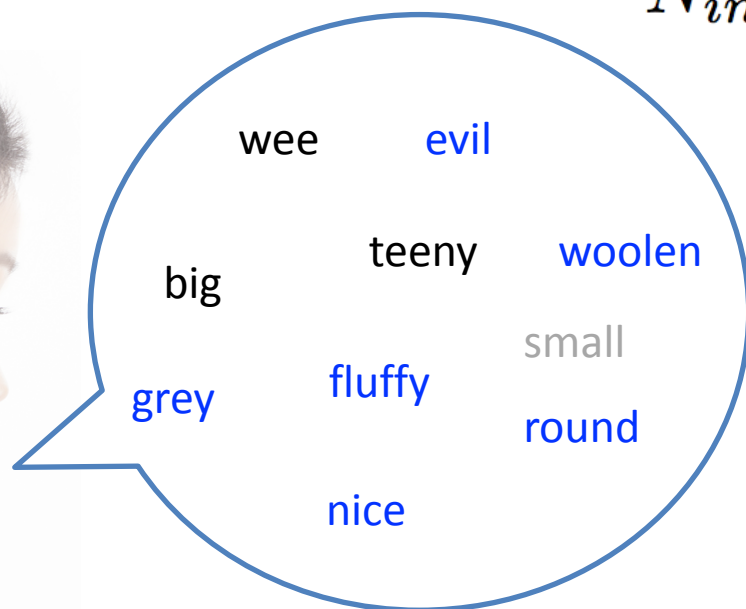 wee evil
teeny woolen
big
small
fluffy
grey
round
nice